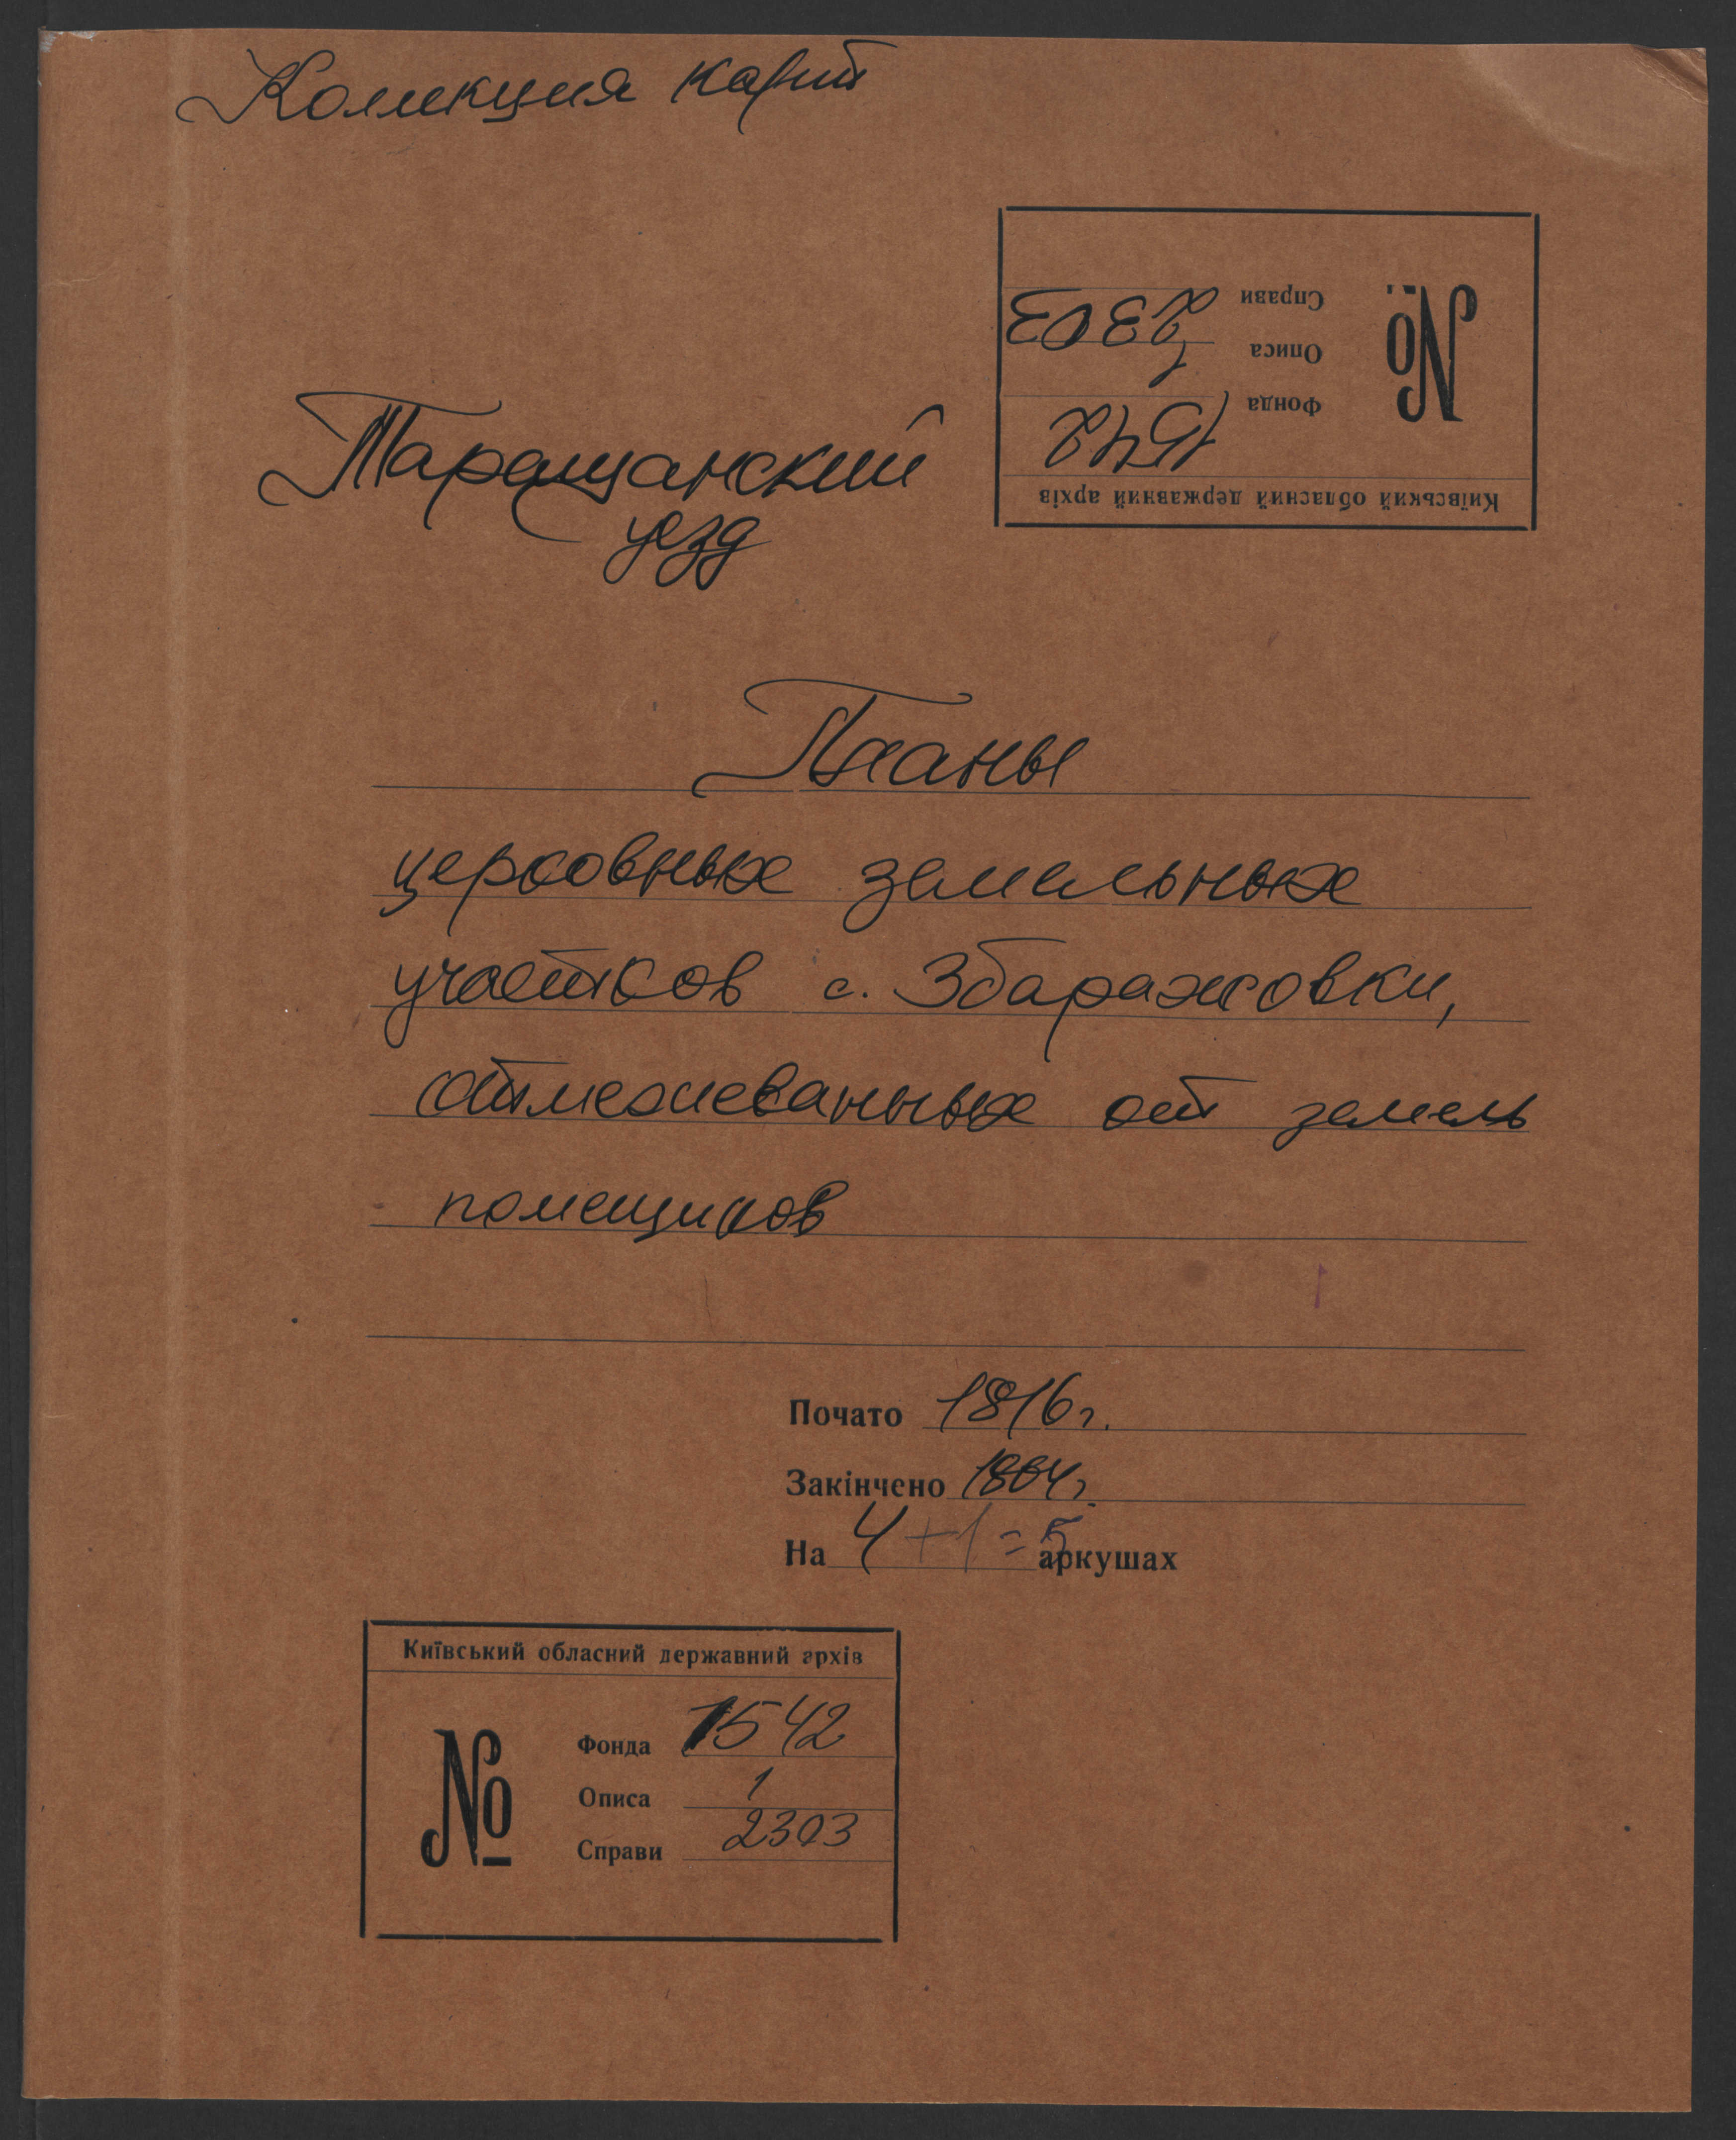 Коллекция карт
Справи 2303
Описа 1
Фонда 1542
№
Київський обласний державний архів
Таращанский
уезд
Планы
церковных земельных
участков с. Збаражовки,
отмежеванных от земель
помещиков
Почато 1816 г.
Закінчено 1864 г.
На 4 + 1 = 5 аркушах
Київський обласний державний архів
№
Фонда 1542
Описа 1
Справи 2303